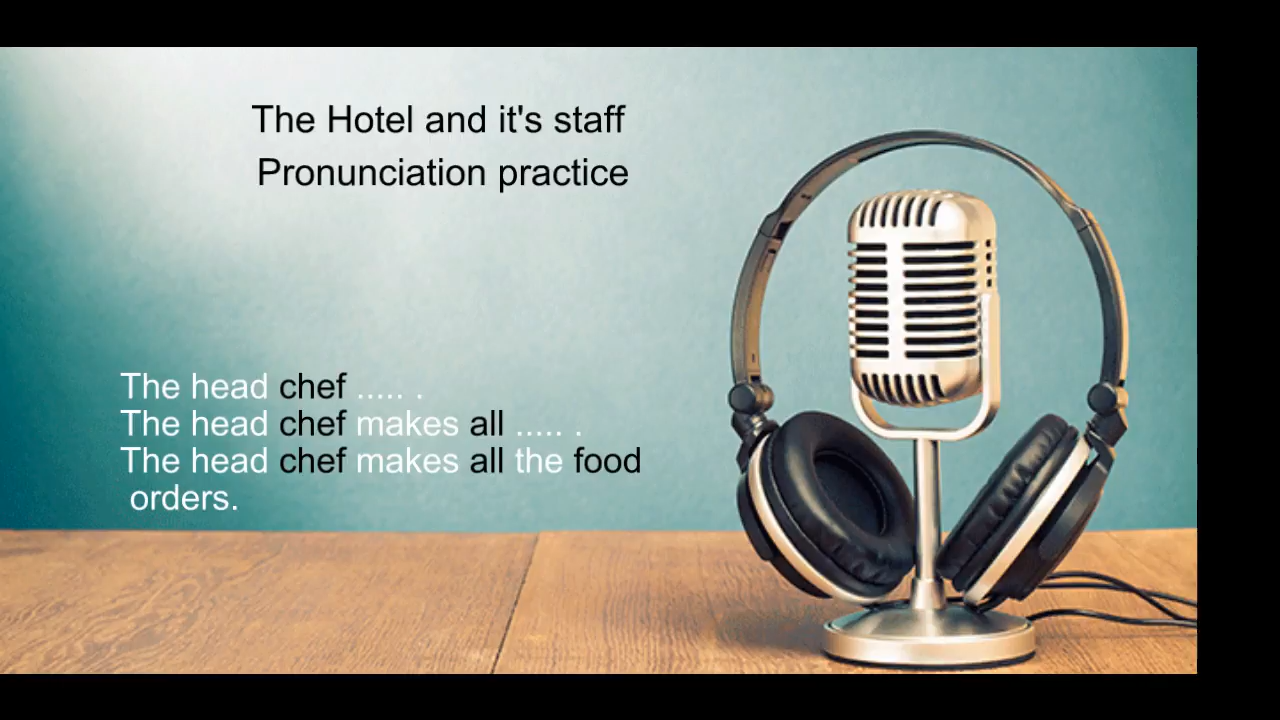 The Hotel and it's staff
Pronunciation practice
The head chef ..... .
The head chef makes all ..... .
The head chef makes all the food
orders.